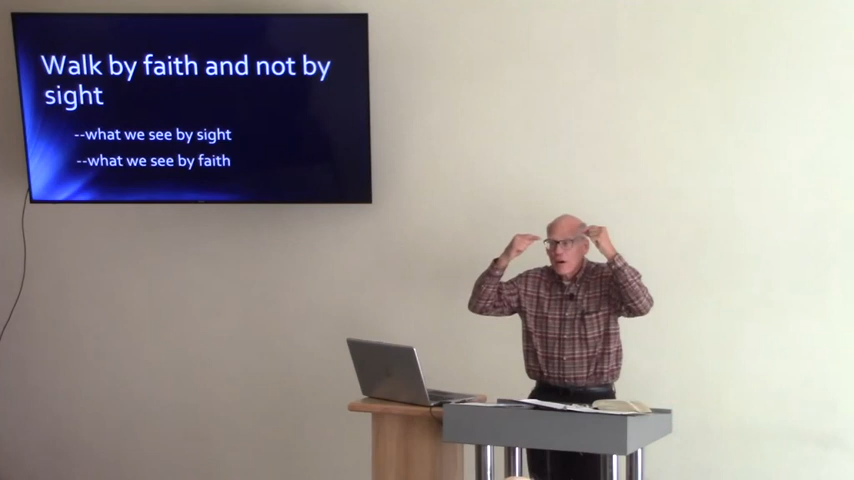 Walk by faith and not by
sight
--what we see by sight
--what we see by faith